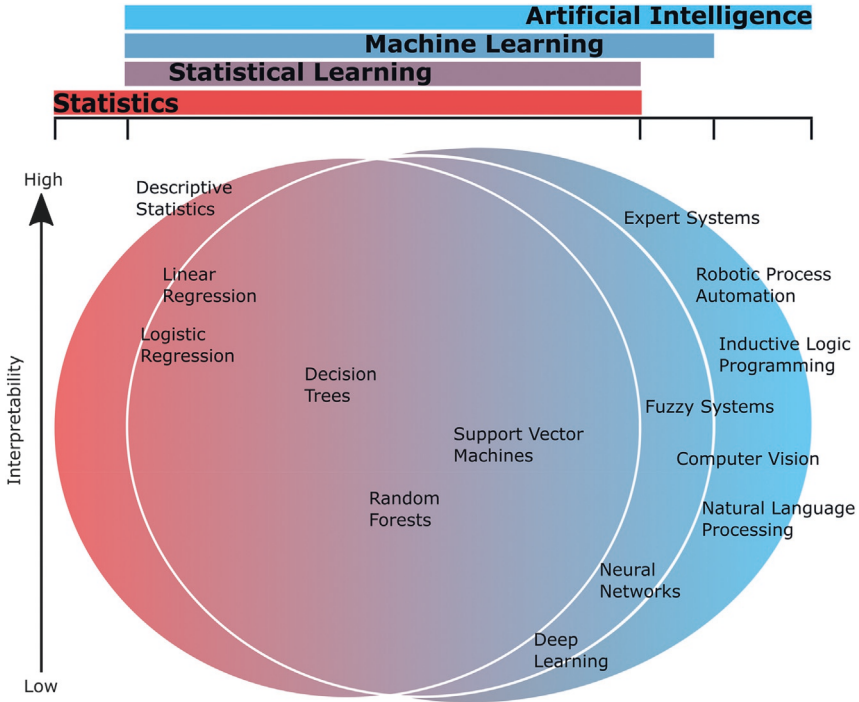 Artificial Intelligence
Machine Learning
Statistical Learning
Statistics
High
Interpretability
Low
Descriptive
Statistics
Linear
Regression
Logistic
Regression
Decision
Trees
Support Vector
Machines
Random
Forests
Expert Systems
Robotic Process
Automation
Inductive Logic
Programming
Fuzzy Systems
Computer Vision
Natural Language
Processing
Neural
Networks
Deep
Learning